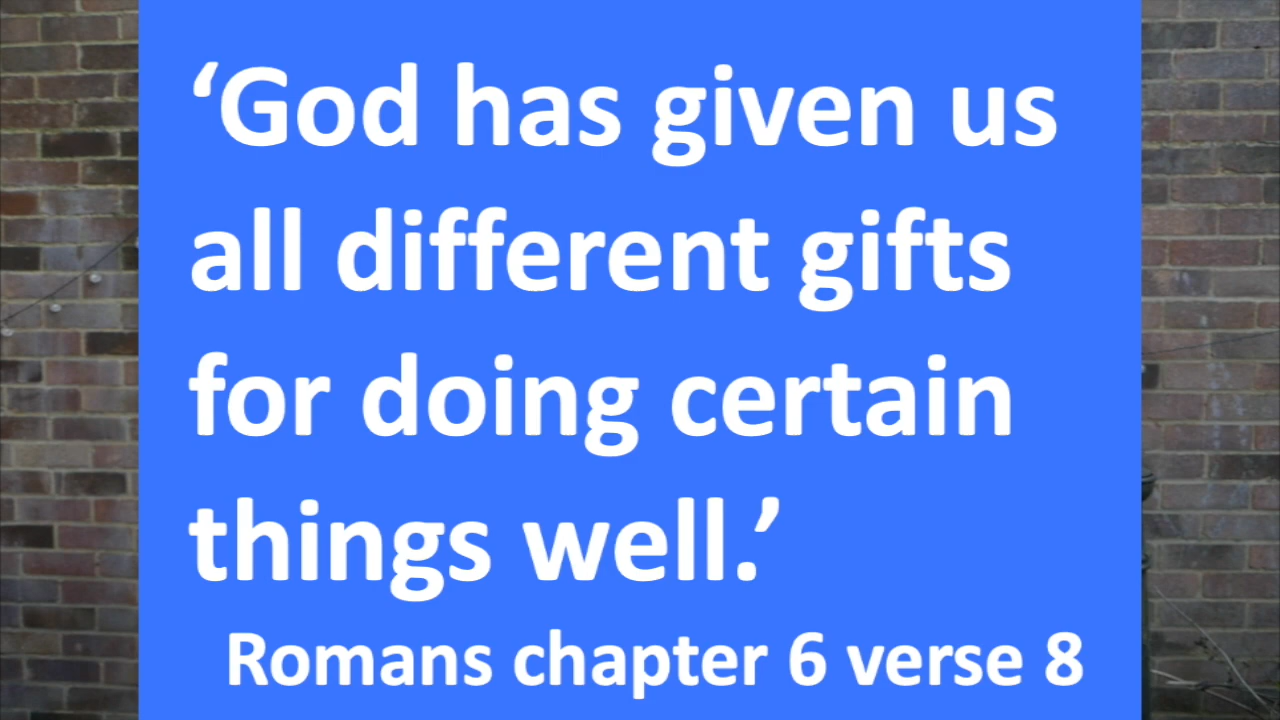 ‘God has given us
all different gifts
for doing certain
things well.’
Romans chapter 6 verse 8